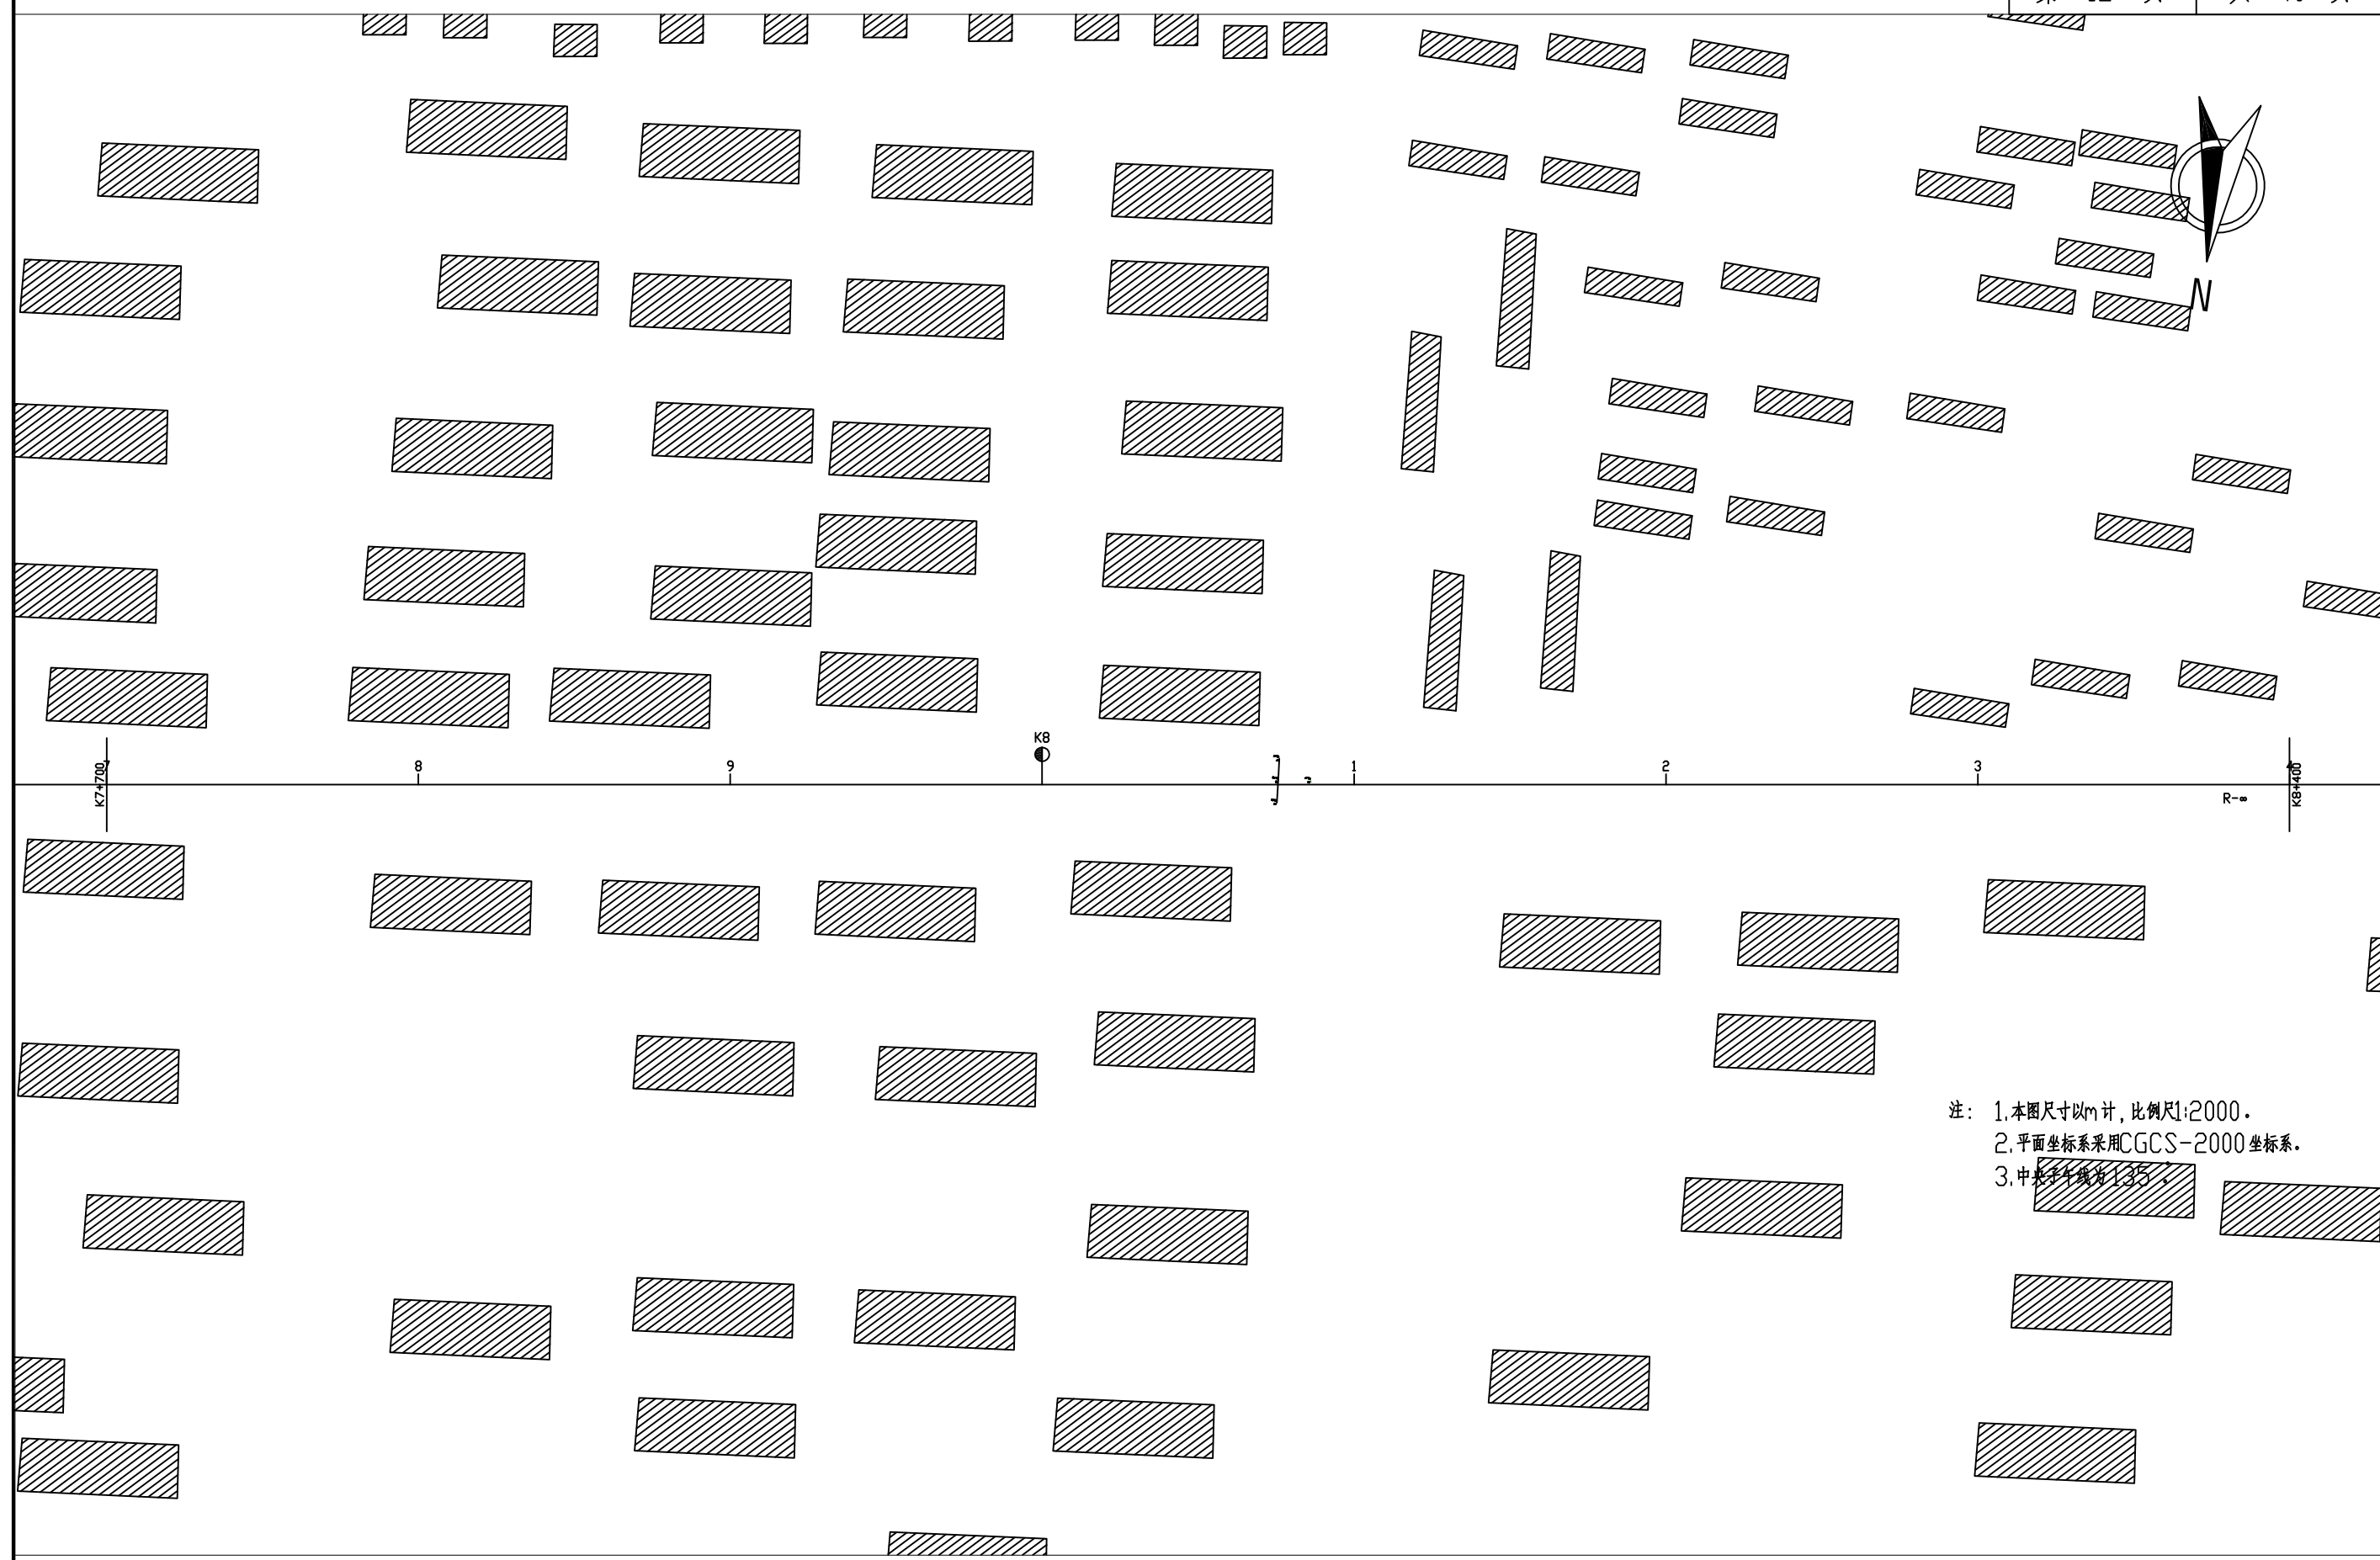 N
K8
7 8 9 1 2 3 4
K7+700
K8+400
R-∞
注： 1.本图尺寸以m计，比例尺1:2000.
2.平面坐标系采用CGCS-2000坐标系.
3.中央子午线为135°.